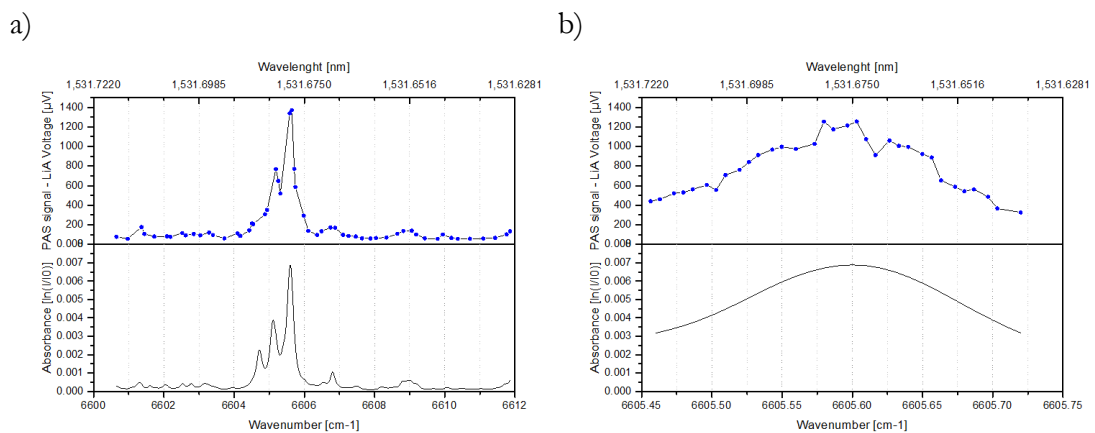 a)
Wavelenght [nm]
1,531.7220 1,531.6985 1,531.6750 1,531.6516 1,531.6281
PAS signal - LiA Voltage [µV]
1400
1200
1000
800
600
400
200
0.008
0.007
0.006
0.005
0.004
0.003
0.002
0.001
0.000
Absorbance [ln(I/I0)]
6600 6602 6604 6606 6608 6610 6612
Wavenumber [cm-1]
b)
Wavelenght [nm]
1,531.7220 1,531.6985 1,531.6750 1,531.6516 1,531.6281
PAS signal - LiA Voltage [µV]
1400
1200
1000
800
600
400
200
0.008
0.007
0.006
0.005
0.004
0.003
0.002
0.001
0.000
Absorbance [ln(I/I0)]
6605.45 6605.50 6605.55 6605.60 6605.65 6605.70 6605.75
Wavenumber [cm-1]